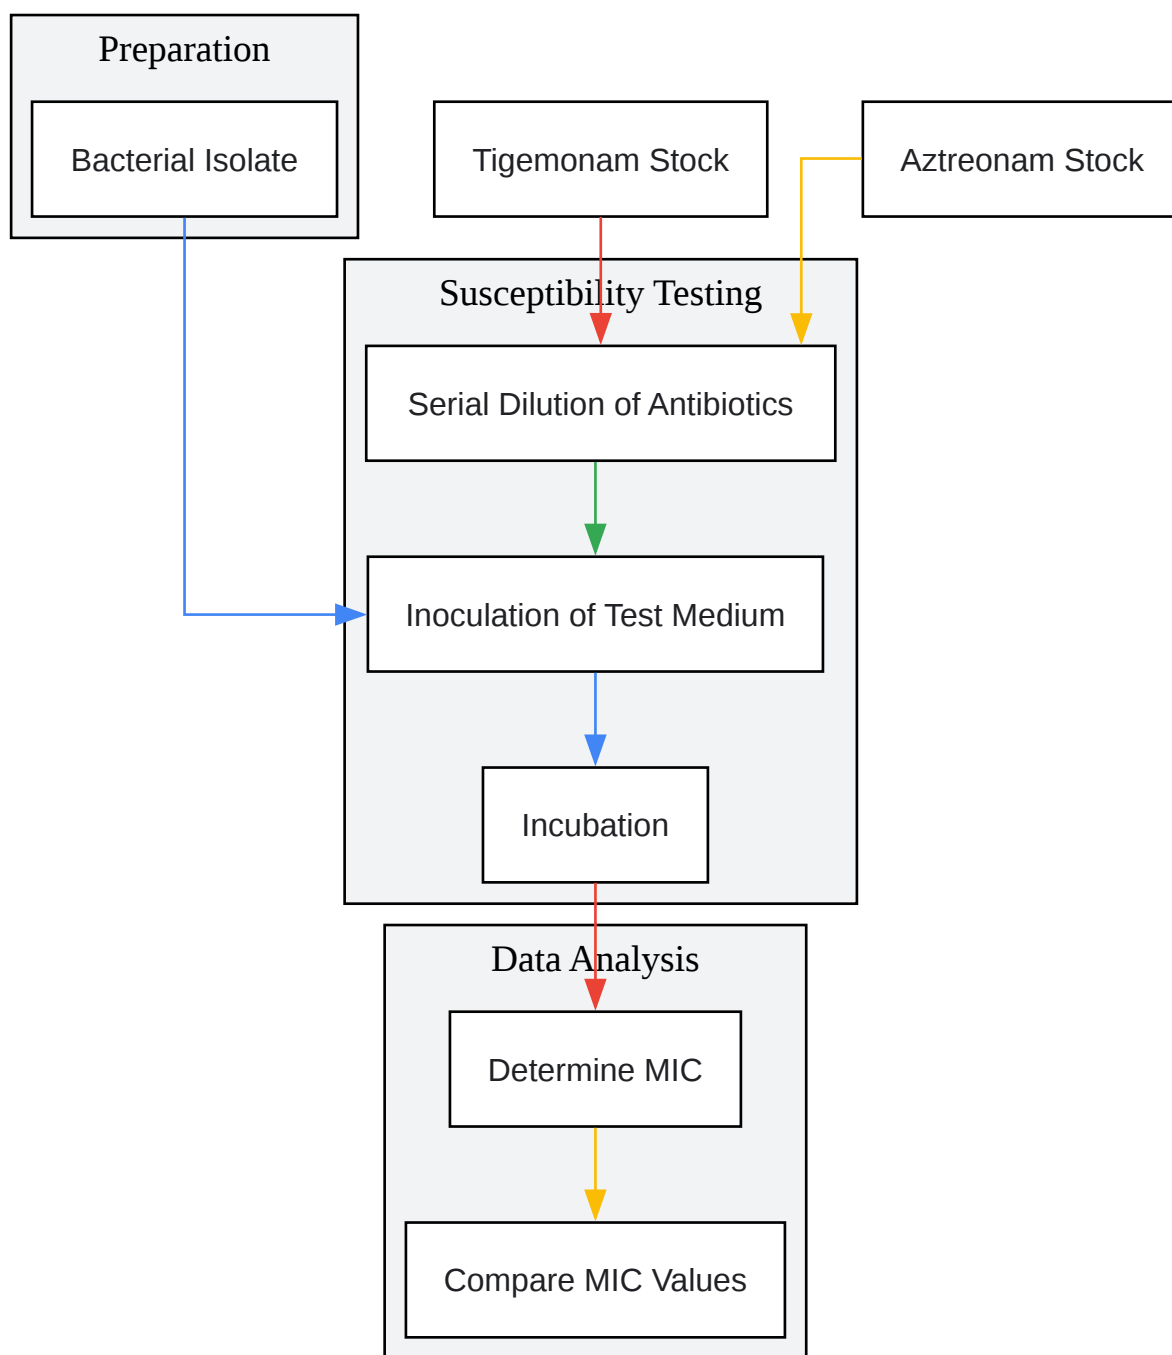 Preparation
Bacterial Isolate
Tigemonam Stock
Aztreonam Stock
Susceptibility Testing
Serial Dilution of Antibiotics
Inoculation of Test Medium
Incubation
Data Analysis
Determine MIC
Compare MIC Values